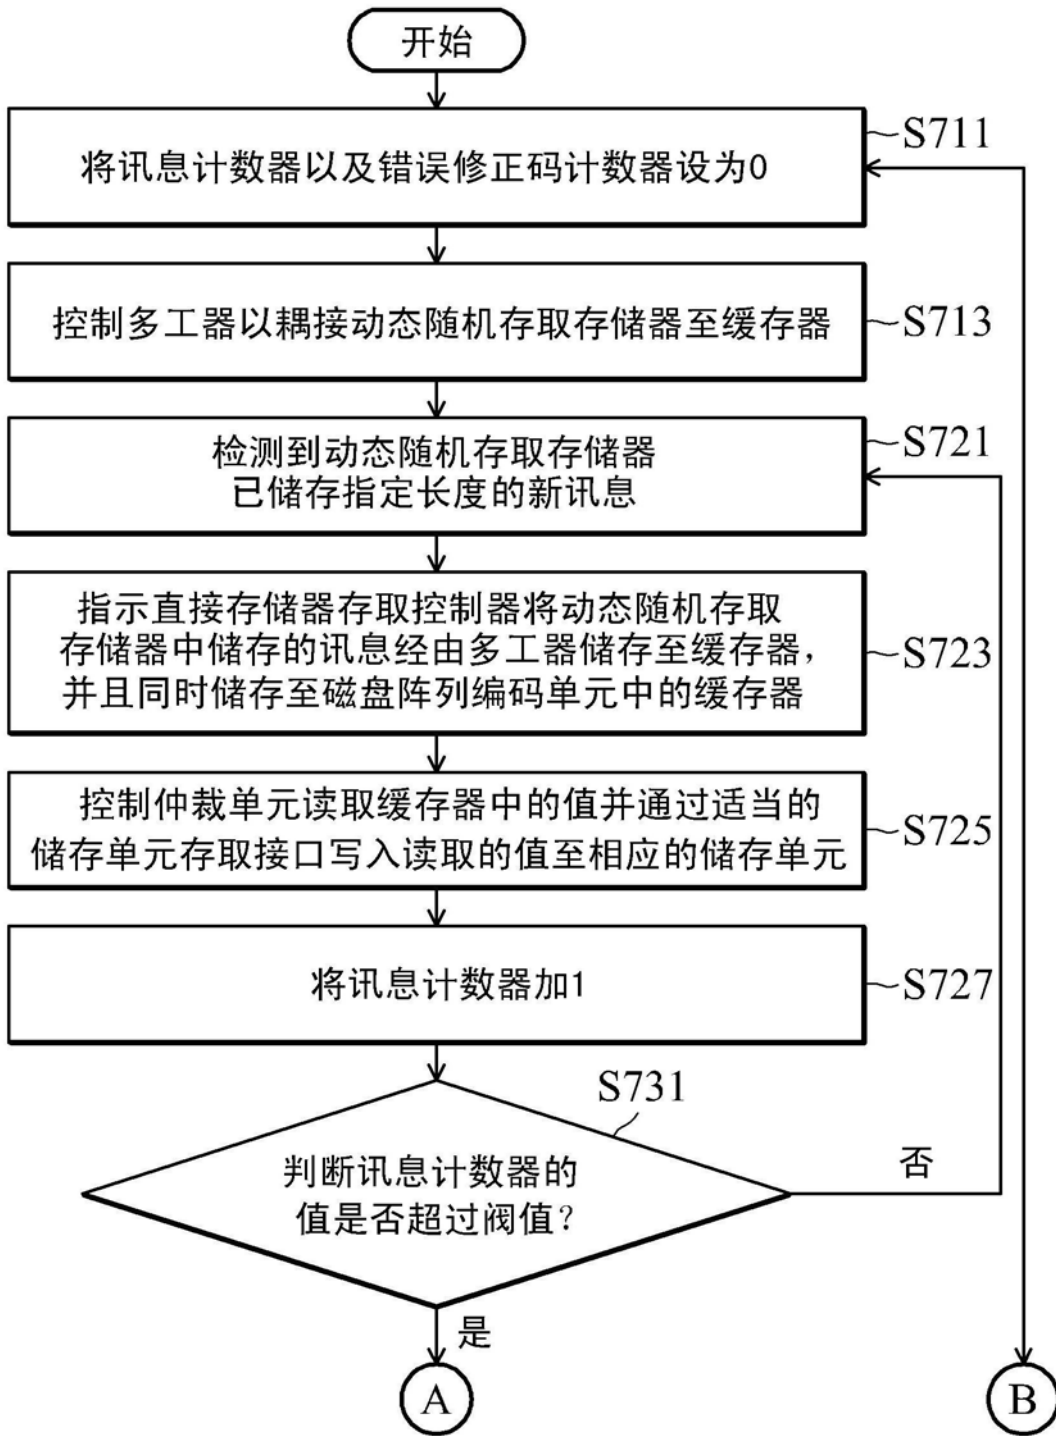 开始
将讯息计数器以及错误修正码计数器设为0
S711
控制多工器以耦接动态随机存取存储器至缓存器
S713
检测到动态随机存取存储器
已储存指定长度的新讯息
S721
指示直接存储器存取控制器将动态随机存取
存储器中储存的讯息经由多工器储存至缓存器，
并且同时储存至磁盘阵列编码单元中的缓存器
S723
控制仲裁单元读取缓存器中的值并通过适当的
储存单元存取接口写入读取的值至相应的储存单元
S725
将讯息计数器加1
S727
S731
判断讯息计数器的
值是否超过阀值？
否
是
A
B